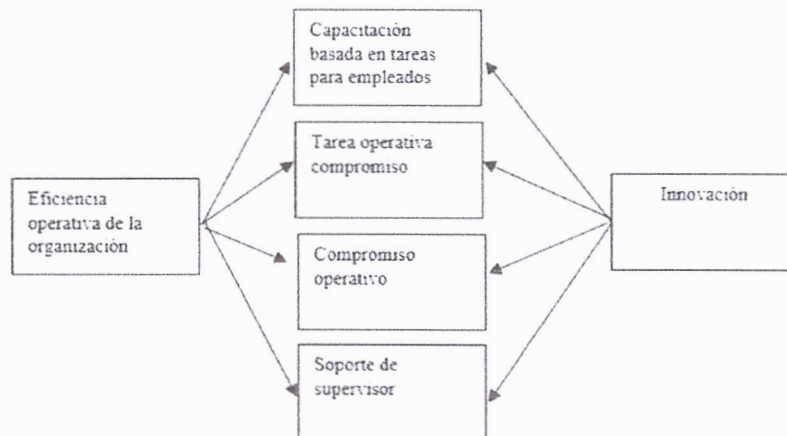 Capacitación
basada en tareas
para empleados
Tarea operativa
compromiso
Eficiencia
operativa de la
organización
Innovación
Compromiso
operativo
Soporte de
supervisor